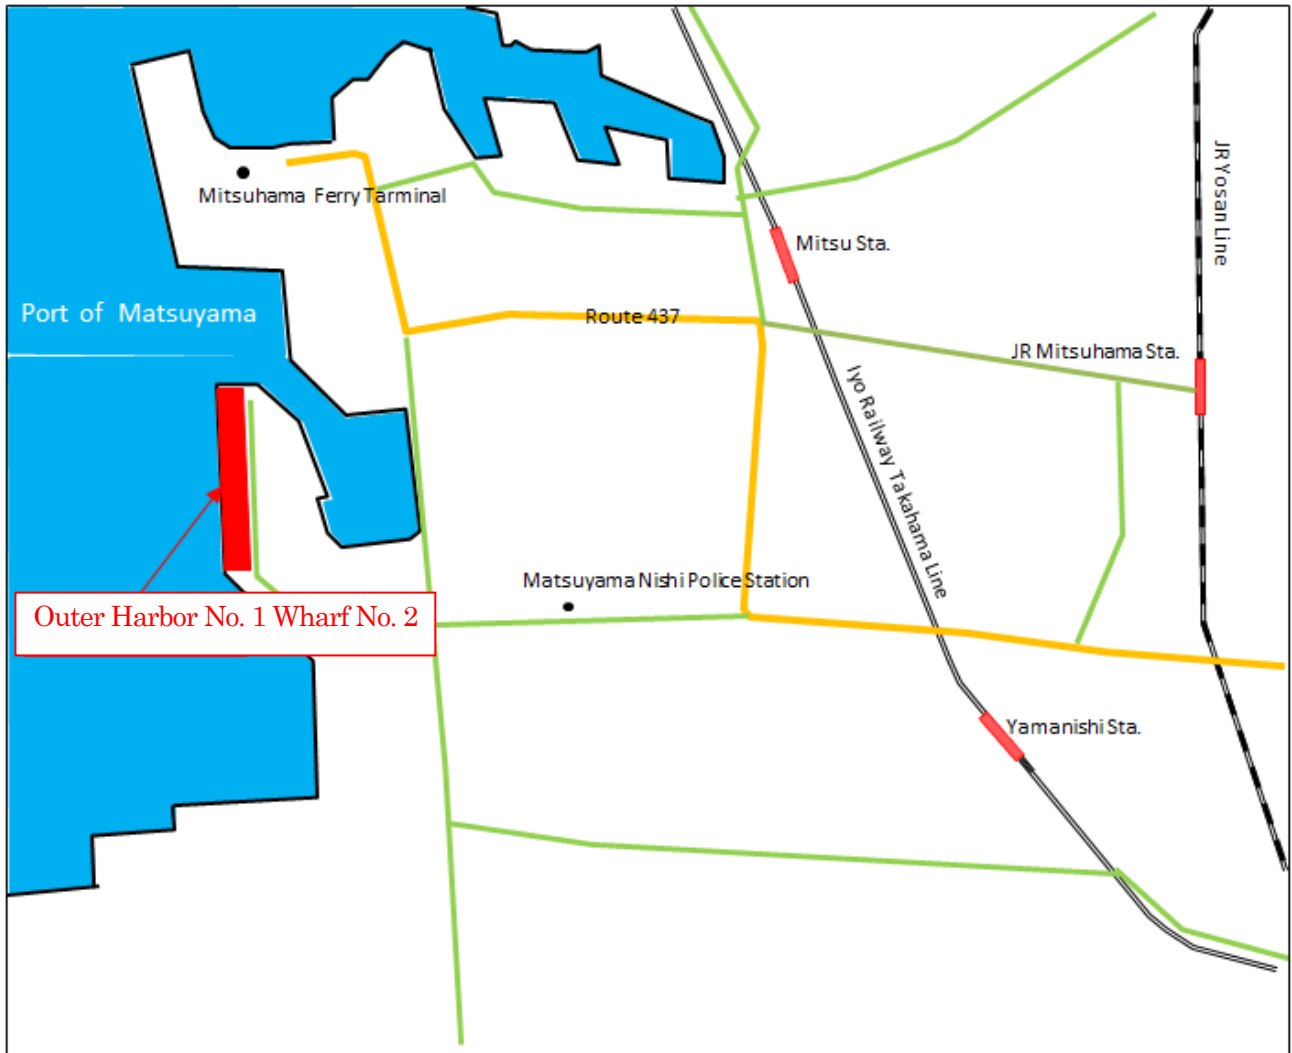 JR Yosan Line
Mitsuhama Ferry Tarminal
Mitsu Sta.
Port of Matsuyama
Route 437
JR Mitsuhama Sta.
Iyo Railway Takahama Line
Matsuyama Nishi Police Station
Outer Harbor No. 1 Wharf No. 2
Yamanishi Sta.